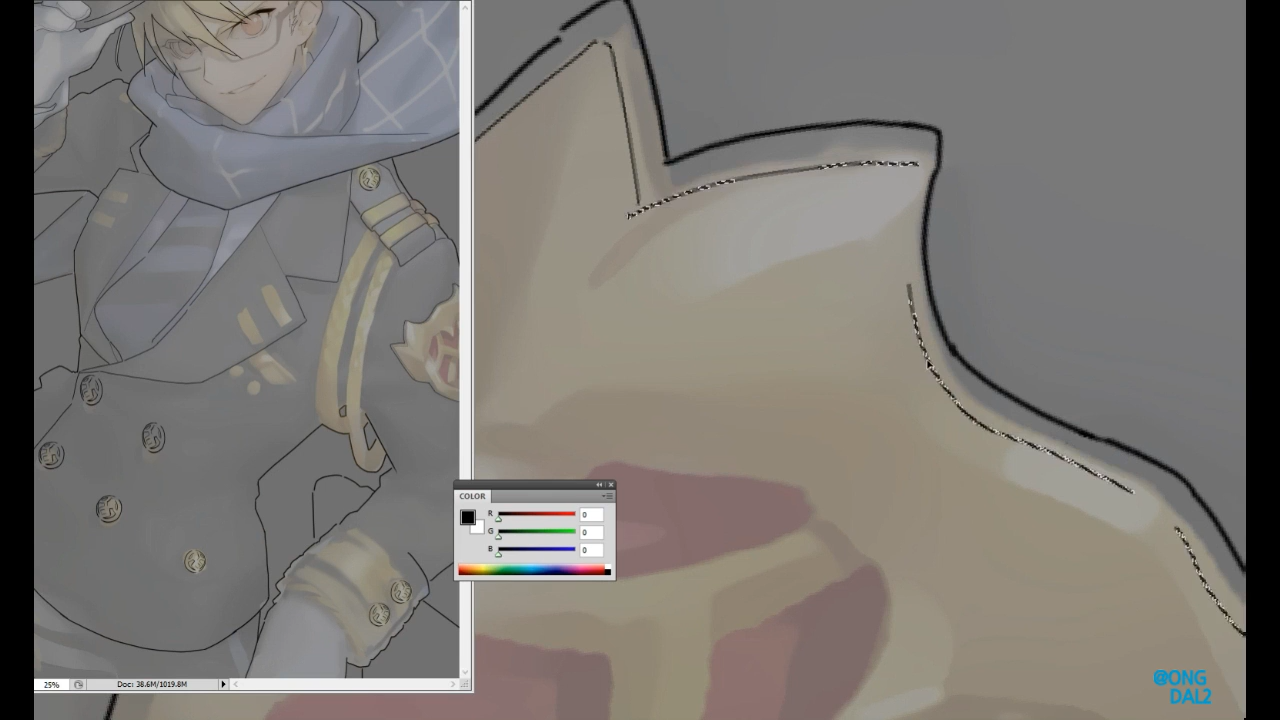 COLOR
R 0
G 0
B 0
25%
Doc: 38.6M/1019.8M
@ONG
DAL2